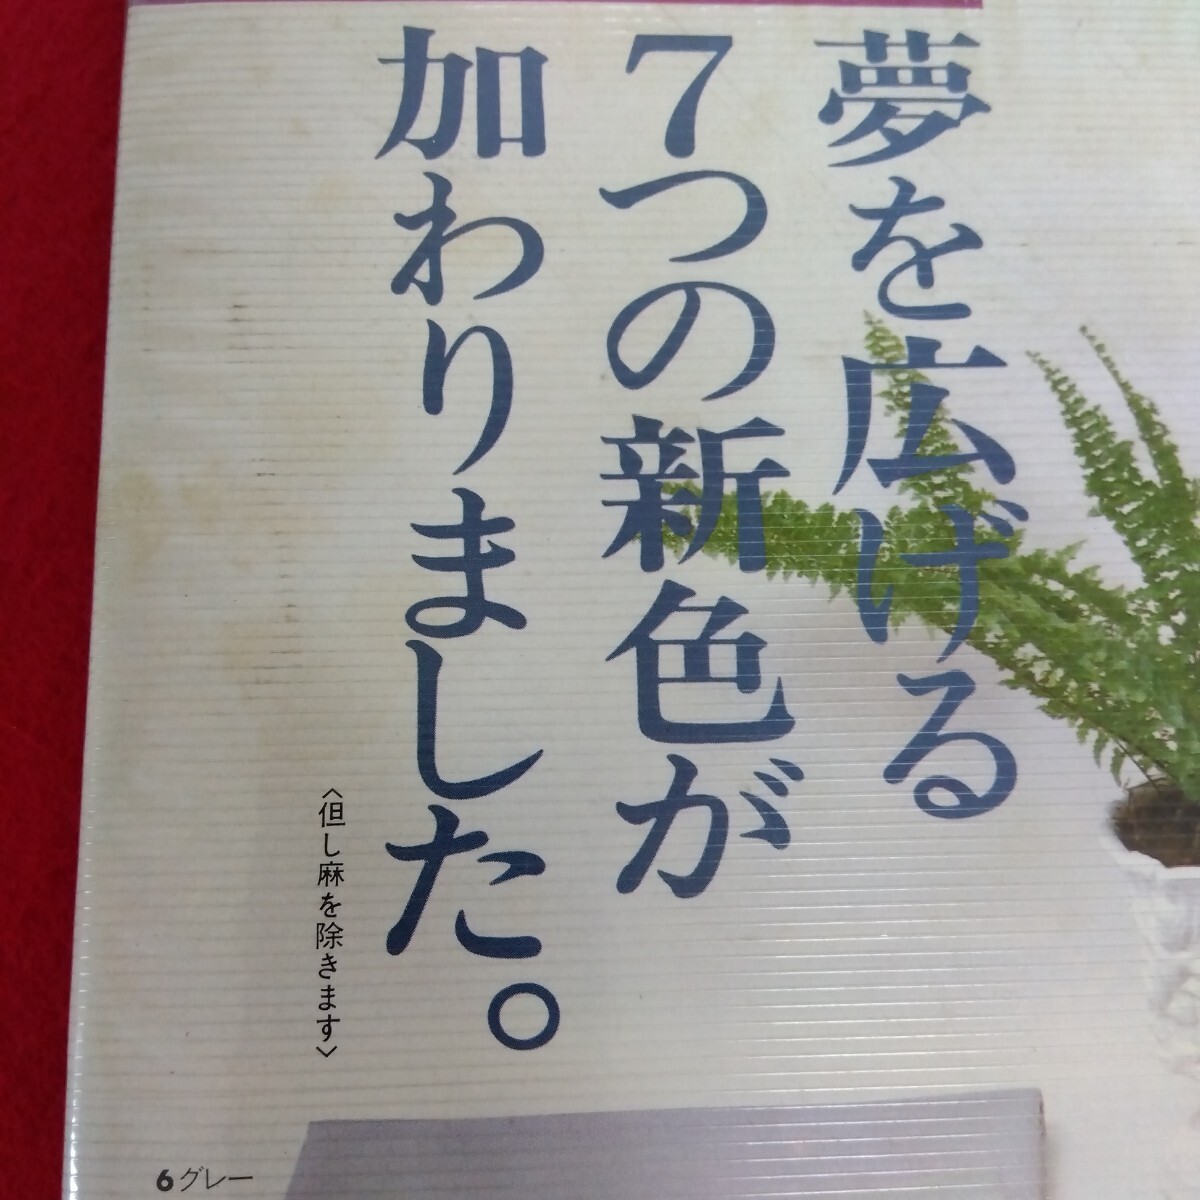 夢を広げる
7つの新色が
加わりました。
〈但し麻を除きます〉
6グレー